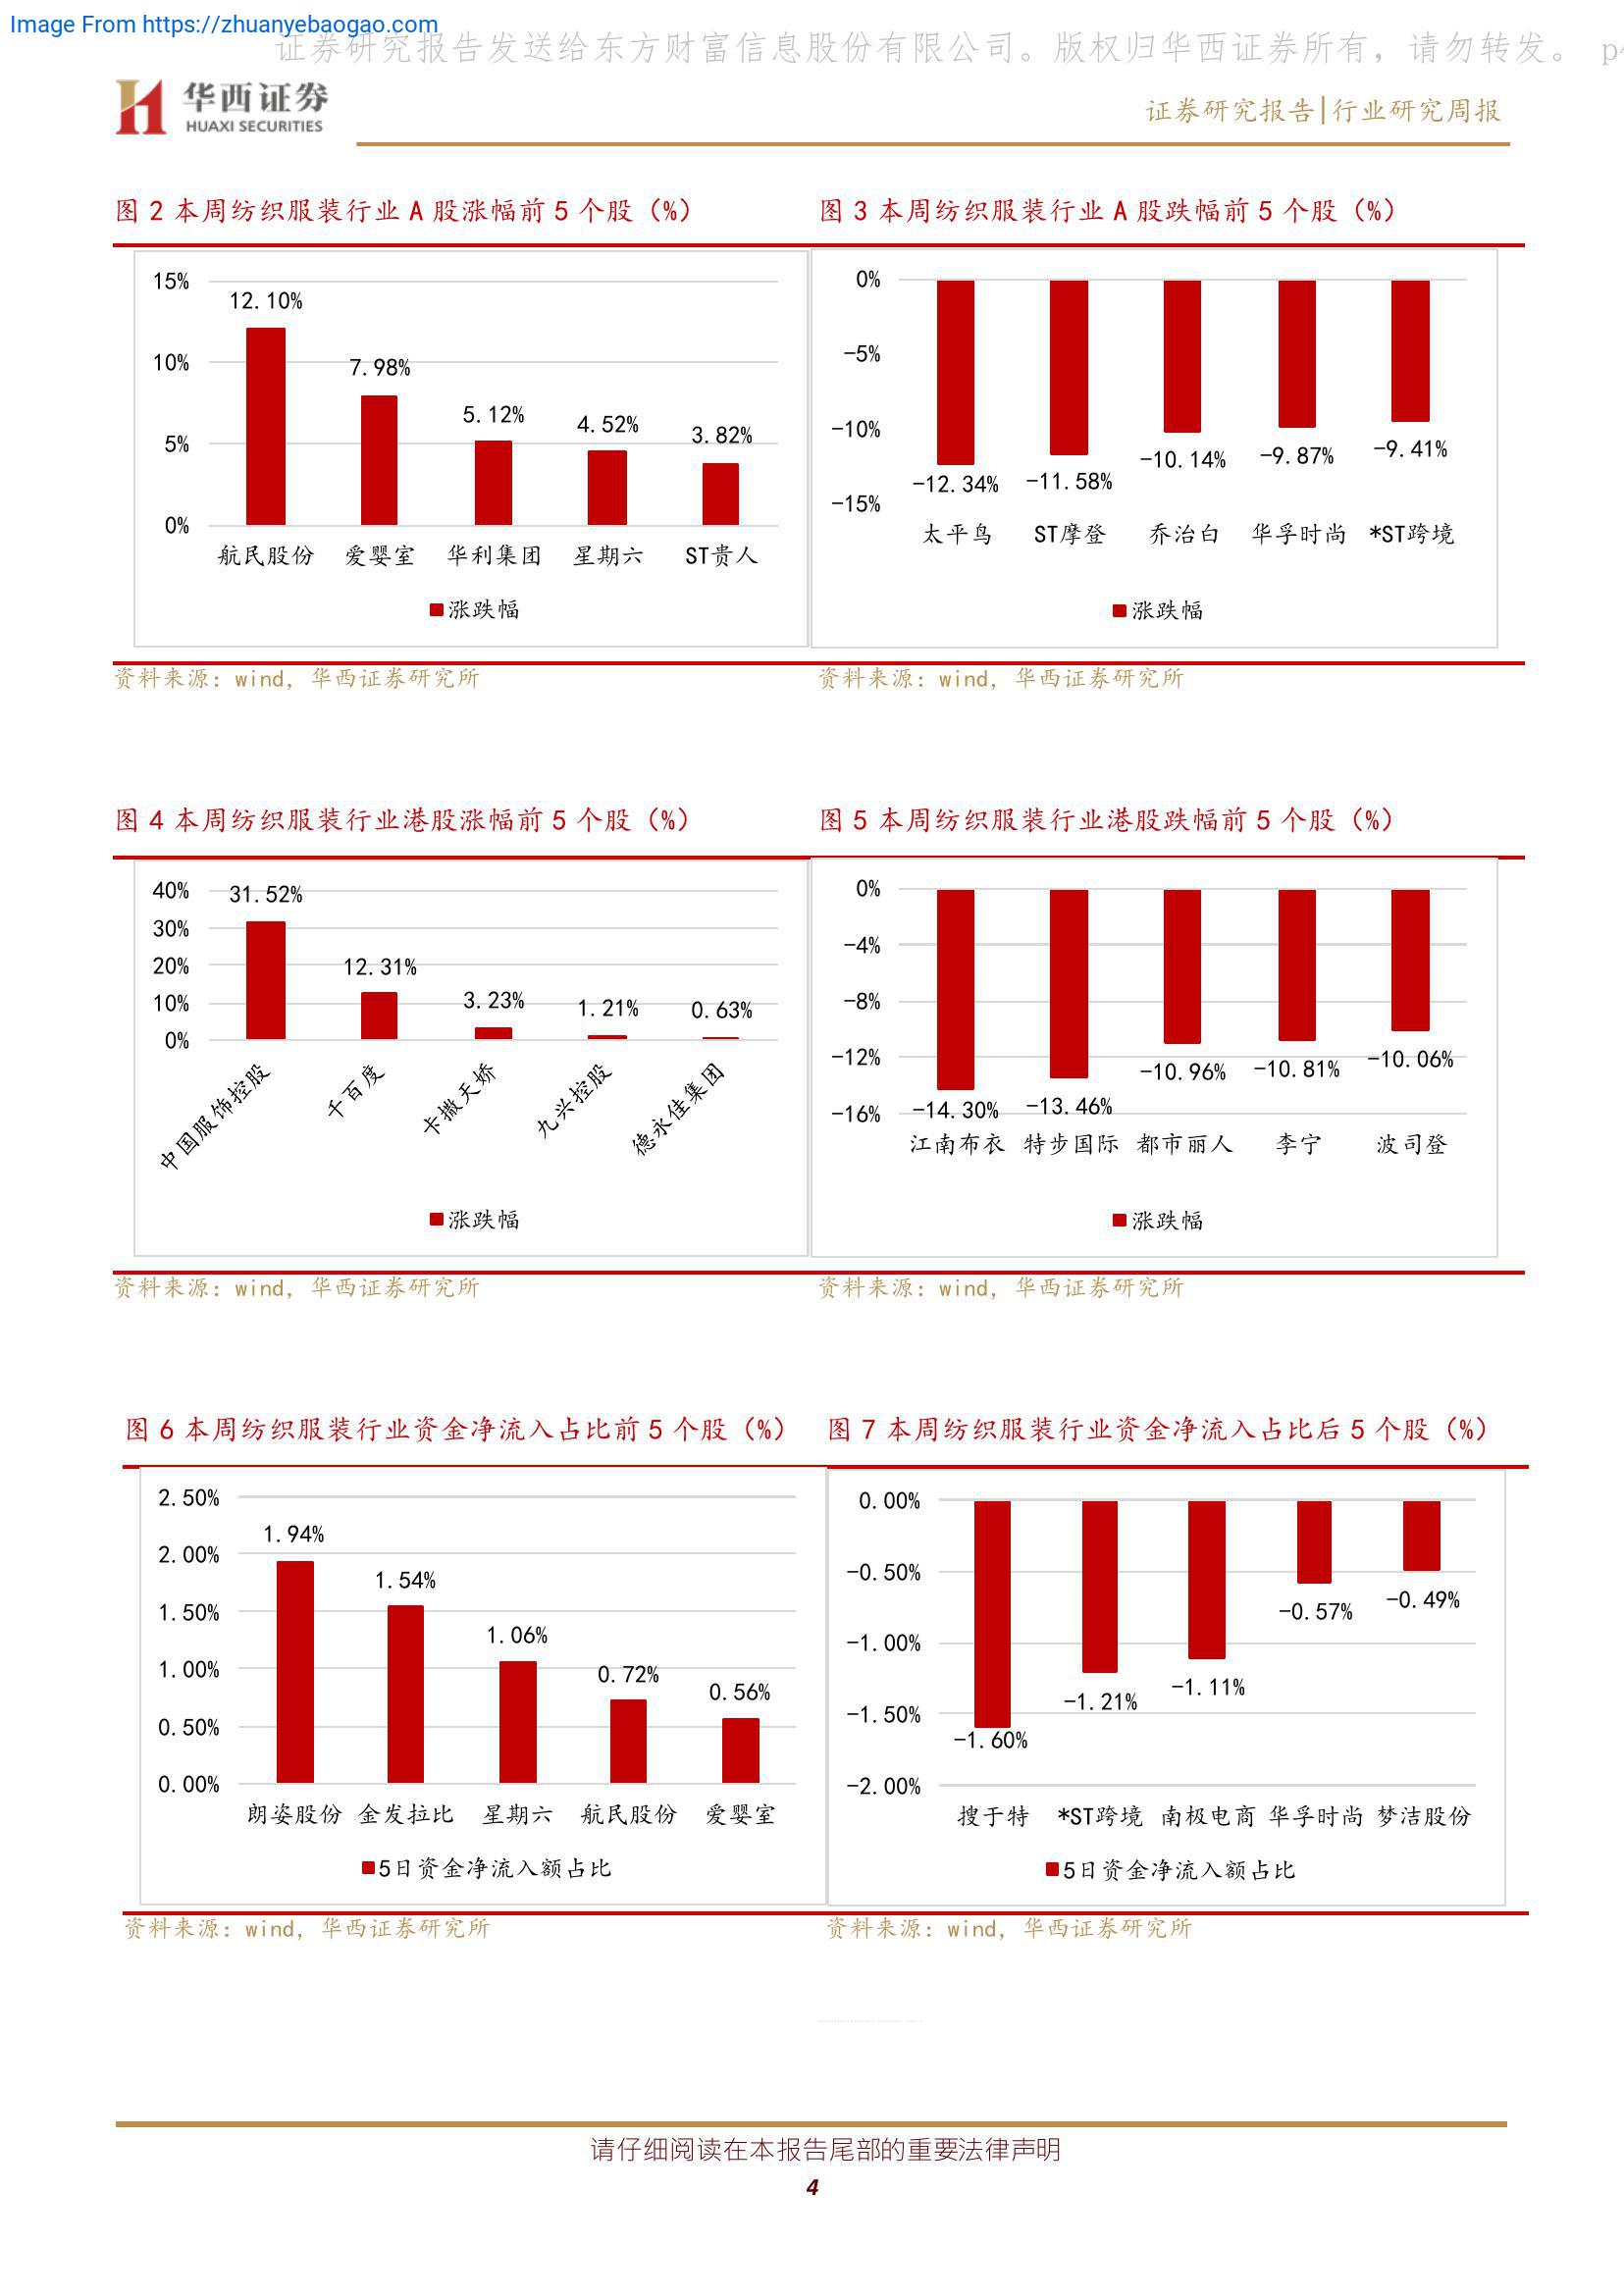 Image From https://zhuanyebaogao.com
证券研究报告发送给东方财富信息股份有限公司。版权归华西证券所有，请勿转发。 p4
华西证券
HUAXI SECURITIES
证券研究报告|行业研究周报
图 2 本周纺织服装行业 A 股涨幅前 5 个股（%）
15%
10%
5%
0%
12.10%
7.98%
5.12%
4.52%
3.82%
航民股份 爱婴室 华利集团 星期六 ST贵人
涨跌幅
资料来源：wind，华西证券研究所
图 3 本周纺织服装行业 A 股跌幅前 5 个股（%）
0%
-5%
-10%
-15%
-12.34%
-11.58%
-10.14%
-9.87%
-9.41%
太平鸟 ST摩登 乔治白 华孚时尚 *ST跨境
涨跌幅
资料来源：wind，华西证券研究所
图 4 本周纺织服装行业港股涨幅前 5 个股（%）
40%
30%
20%
10%
0%
31.52%
12.31%
3.23%
1.21%
0.63%
中国服饰控股 千百度 卡撒天娇 九兴控股 德永佳集团
涨跌幅
资料来源：wind，华西证券研究所
图 5 本周纺织服装行业港股跌幅前 5 个股（%）
0%
-4%
-8%
-12%
-16%
-14.30%
-13.46%
-10.96%
-10.81%
-10.06%
江南布衣 特步国际 都市丽人 李宁 波司登
涨跌幅
资料来源：wind，华西证券研究所
图 6 本周纺织服装行业资金净流入占比前 5 个股（%）
2.50%
2.00%
1.50%
1.00%
0.50%
0.00%
1.94%
1.54%
1.06%
0.72%
0.56%
朗姿股份 金发拉比 星期六 航民股份 爱婴室
5日资金净流入额占比
资料来源：wind，华西证券研究所
图 7 本周纺织服装行业资金净流入占比后 5 个股（%）
0.00%
-0.50%
-1.00%
-1.50%
-2.00%
-1.60%
-1.21%
-1.11%
-0.57%
-0.49%
搜于特 *ST跨境 南极电商 华孚时尚 梦洁股份
5日资金净流入额占比
资料来源：wind，华西证券研究所
请仔细阅读在本报告尾部的重要法律声明
4